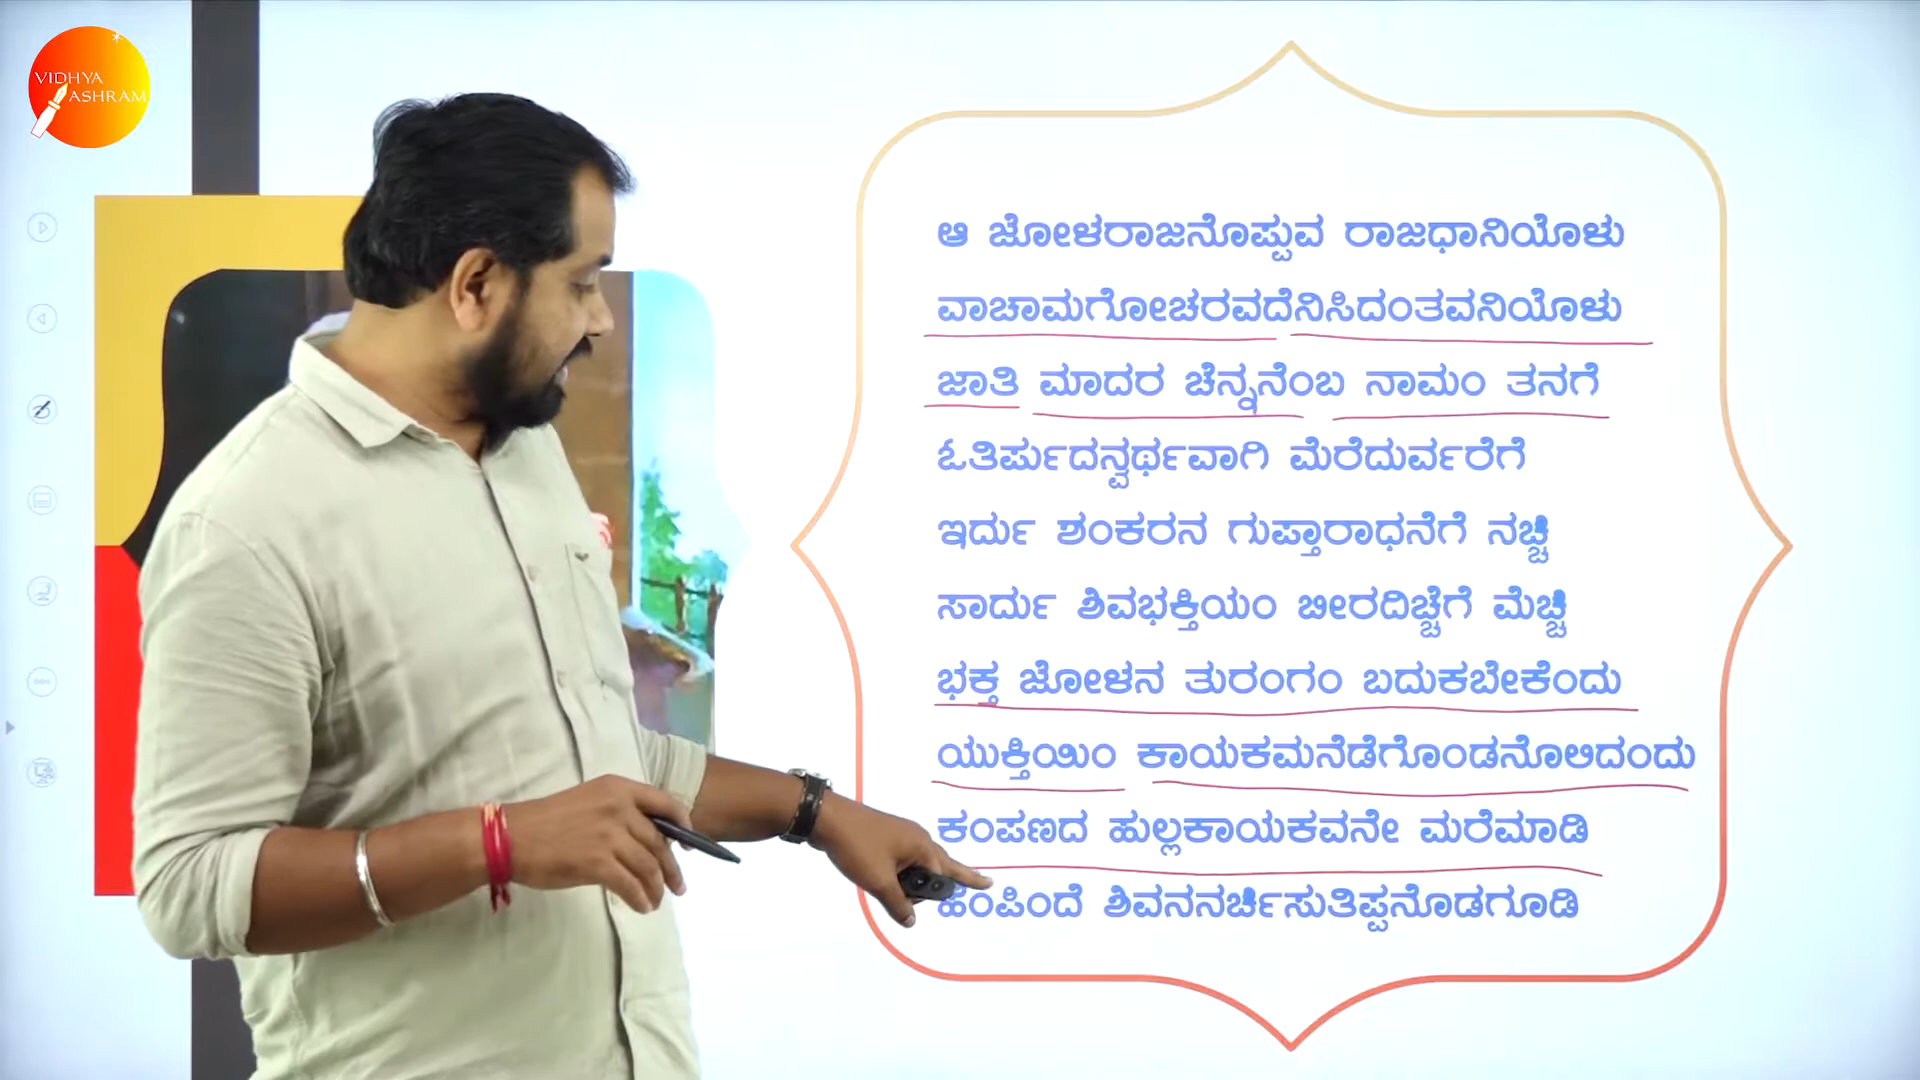 VIDHYA
ASHRAM
ಆ ಜೋಳರಾಜನೊಪ್ಪುವ ರಾಜಧಾನಿಯೊಳು
ವಾಚಾಮಗೋಚರವದೆನಿಸಿದಂತವನಿಯೊಳು
ಜಾತಿ ಮಾದರ ಚೆನ್ನನೆಂಬ ನಾಮಂ ತನಗೆ
ಓತಿರ್ಪುದನ್ವರ್ಥವಾಗಿ ಮೆರೆದುರ್ವರೆಗೆ
ಇರ್ದು ಶಂಕರನ ಗುಪ್ತಾರಾಧನೆಗೆ ನಚ್ಚಿ
ಸಾರ್ದು ಶಿವಭಕ್ತಿಯಂ ಬೀರದಿಚ್ಚೆಗೆ ಮೆಚ್ಚಿ
ಭಕ್ತ ಜೋಳನ ತುರಂಗಂ ಬದುಕಬೇಕೆಂದು
ಯುಕ್ತಿಯಿಂ ಕಾಯಕಮನೆಡೆಗೊಂಡನೊಲಿದಂದು
ಕಂಪಣದ ಹುಲ್ಲಕಾಯಕವನೇ ಮರೆಮಾಡಿ
ಹಂಪಿಂದೆ ಶಿವನನರ್ಚಿಸುತಿಪ್ಪನೊಡಗೂಡಿ